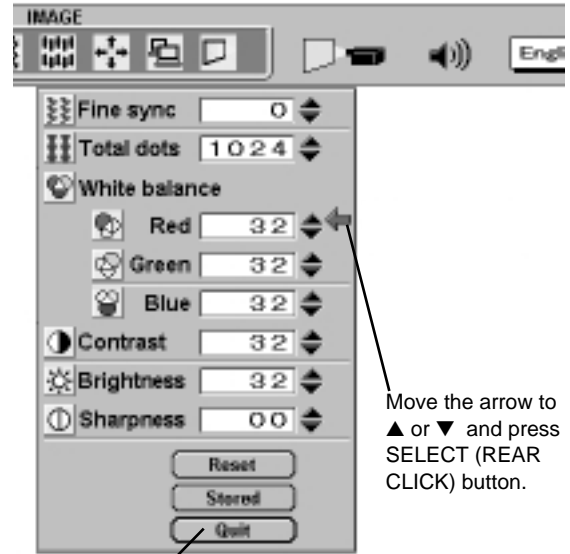 IMAGE
Engli
Fine sync 0
Total dots 1024
White balance
Red 32
Green 32
Blue 32
Contrast 32
Brightness 32
Sharpness 00
Reset
Stored
Quit
Move the arrow to
▲ or ▼ and press
SELECT (REAR
CLICK) button.